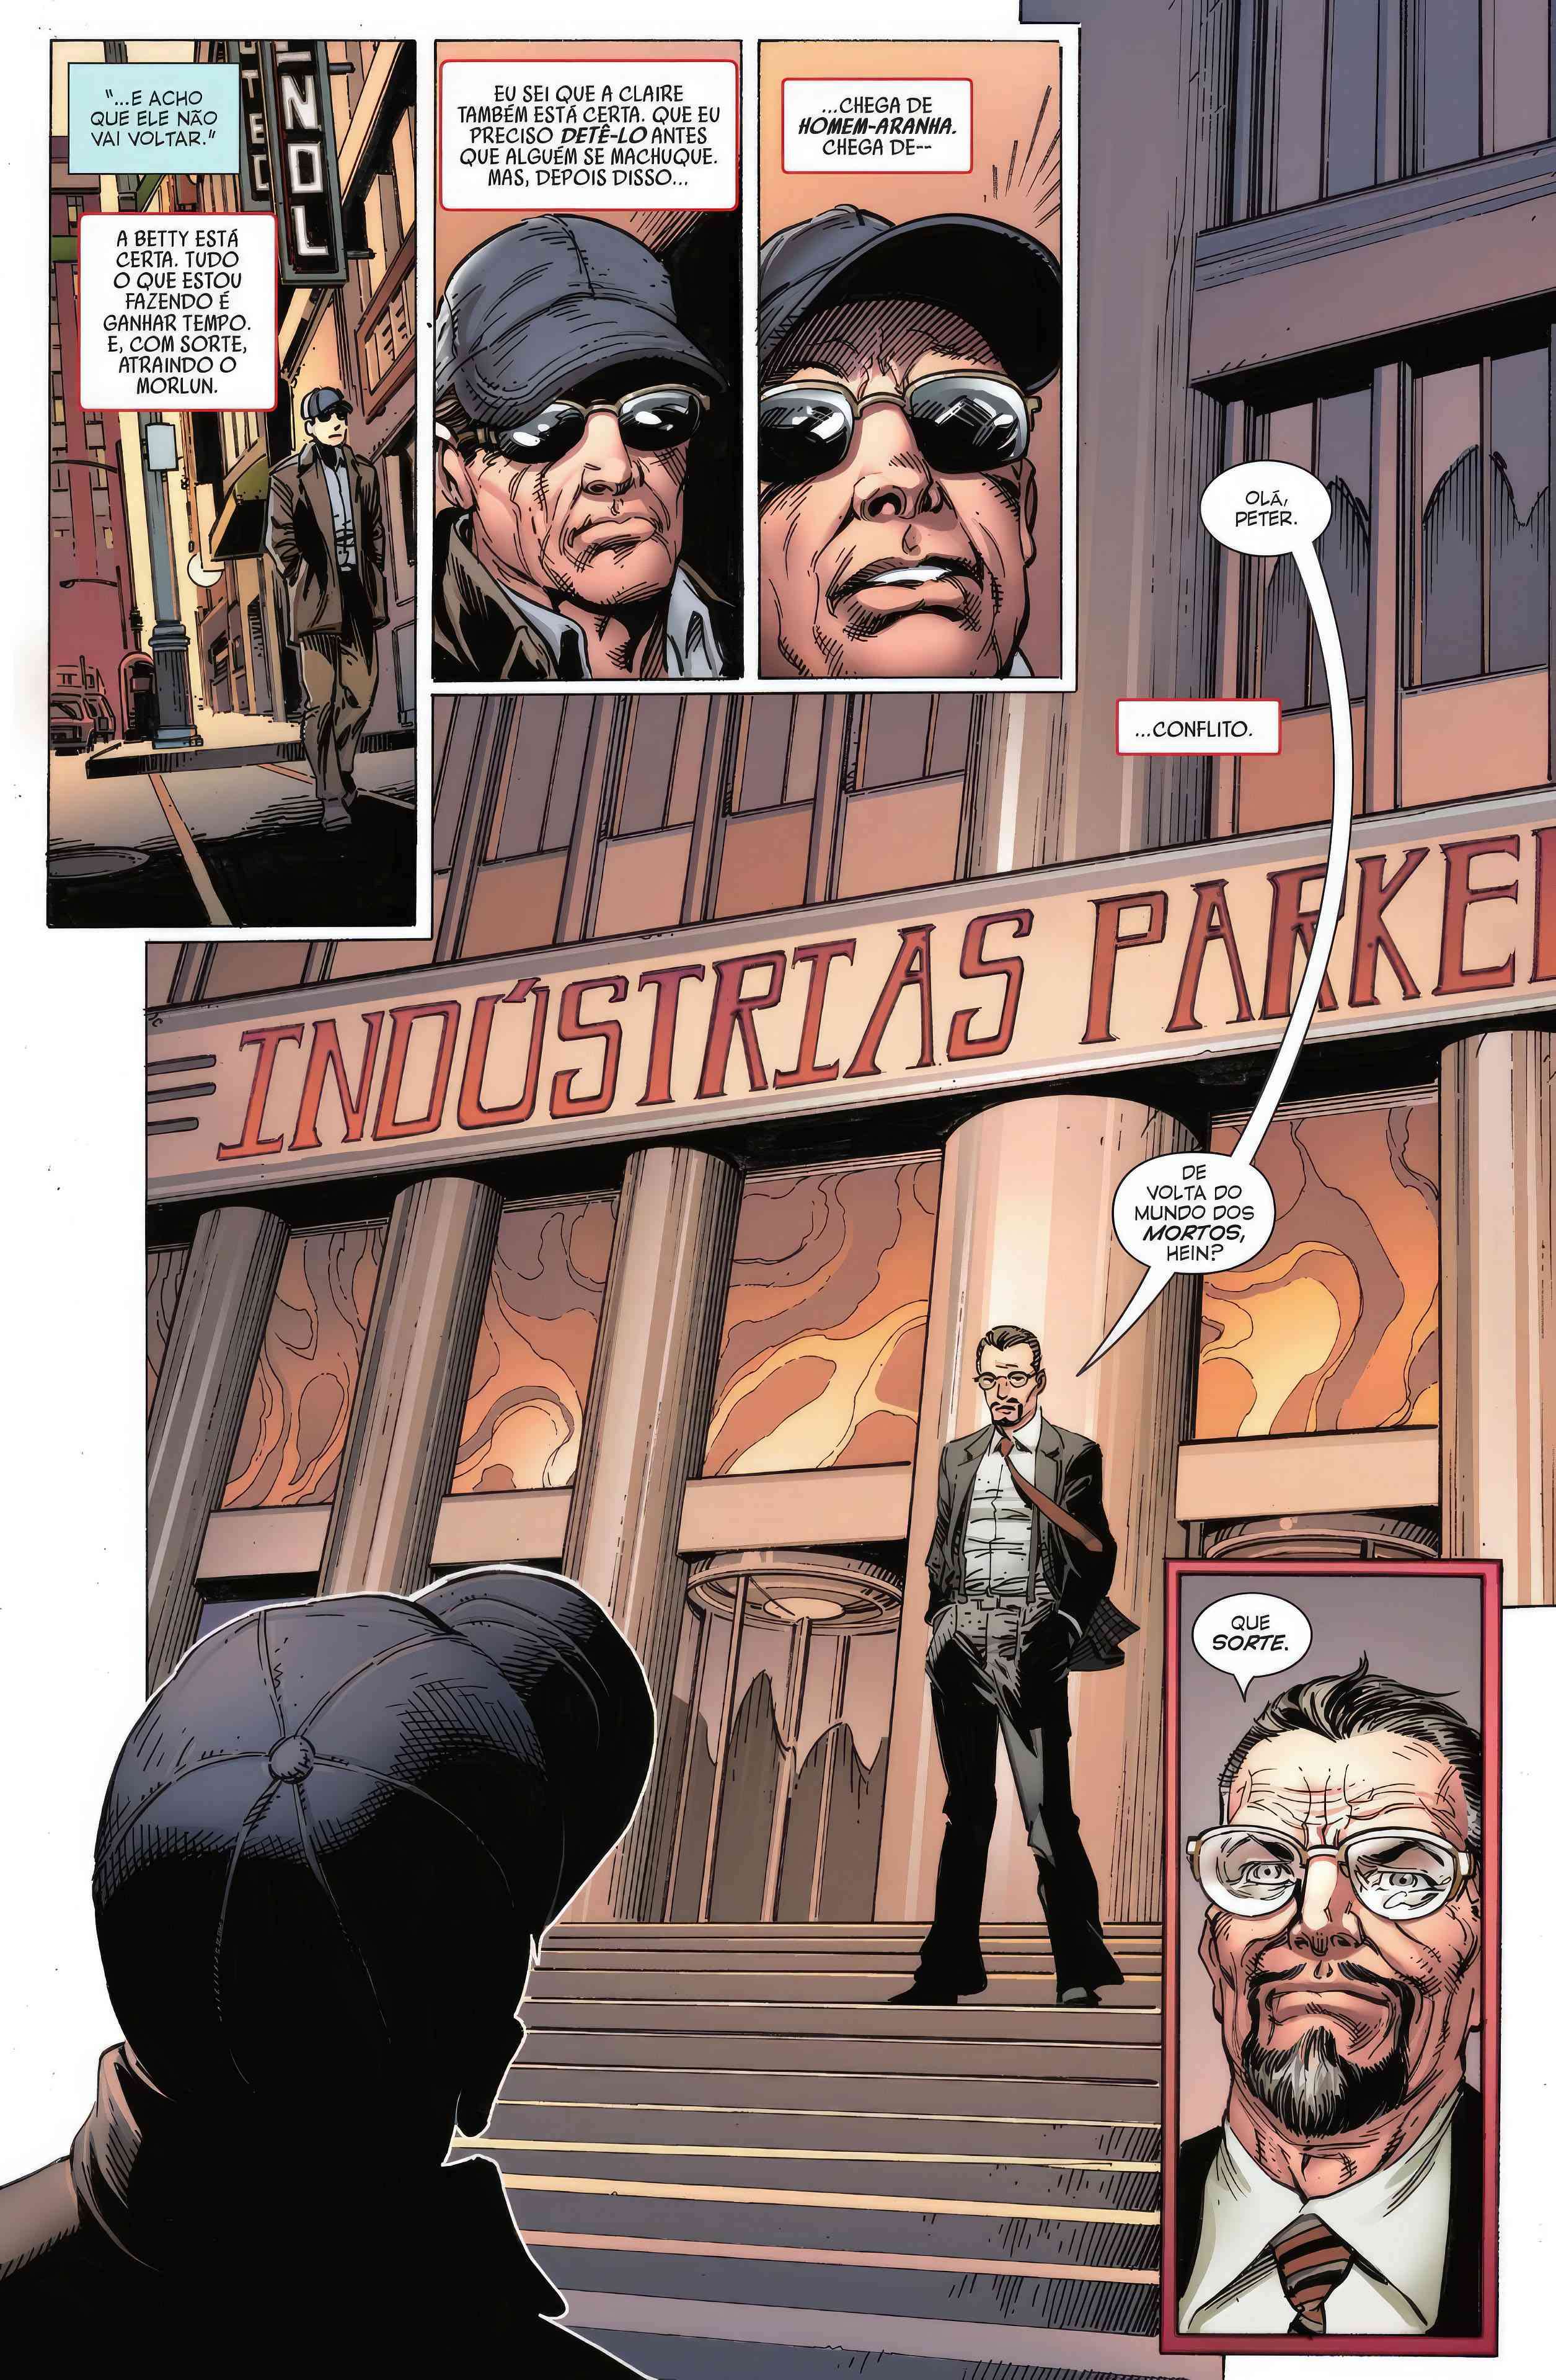 "...E ACHO
QUE ELE NÃO
VAI VOLTAR."
A BETTY ESTÁ
CERTA. TUDO
O QUE ESTOU
FAZENDO É
GANHAR TEMPO.
E, COM SORTE,
ATRAINDO O
MORLUN.
EU SEI QUE A CLAIRE
TAMBÉM ESTÁ CERTA. QUE EU
PRECISO DETÊ-LO ANTES
QUE ALGUÉM SE MACHUQUE.
MAS, DEPOIS DISSO...
...CHEGA DE
HOMEM-ARANHA.
CHEGA DE--
OLÁ,
PETER.
...CONFLITO.
INDÚSTRIAS PARKE
DE
VOLTA DO
MUNDO DOS
MORTOS,
HEIN?
QUE
SORTE.